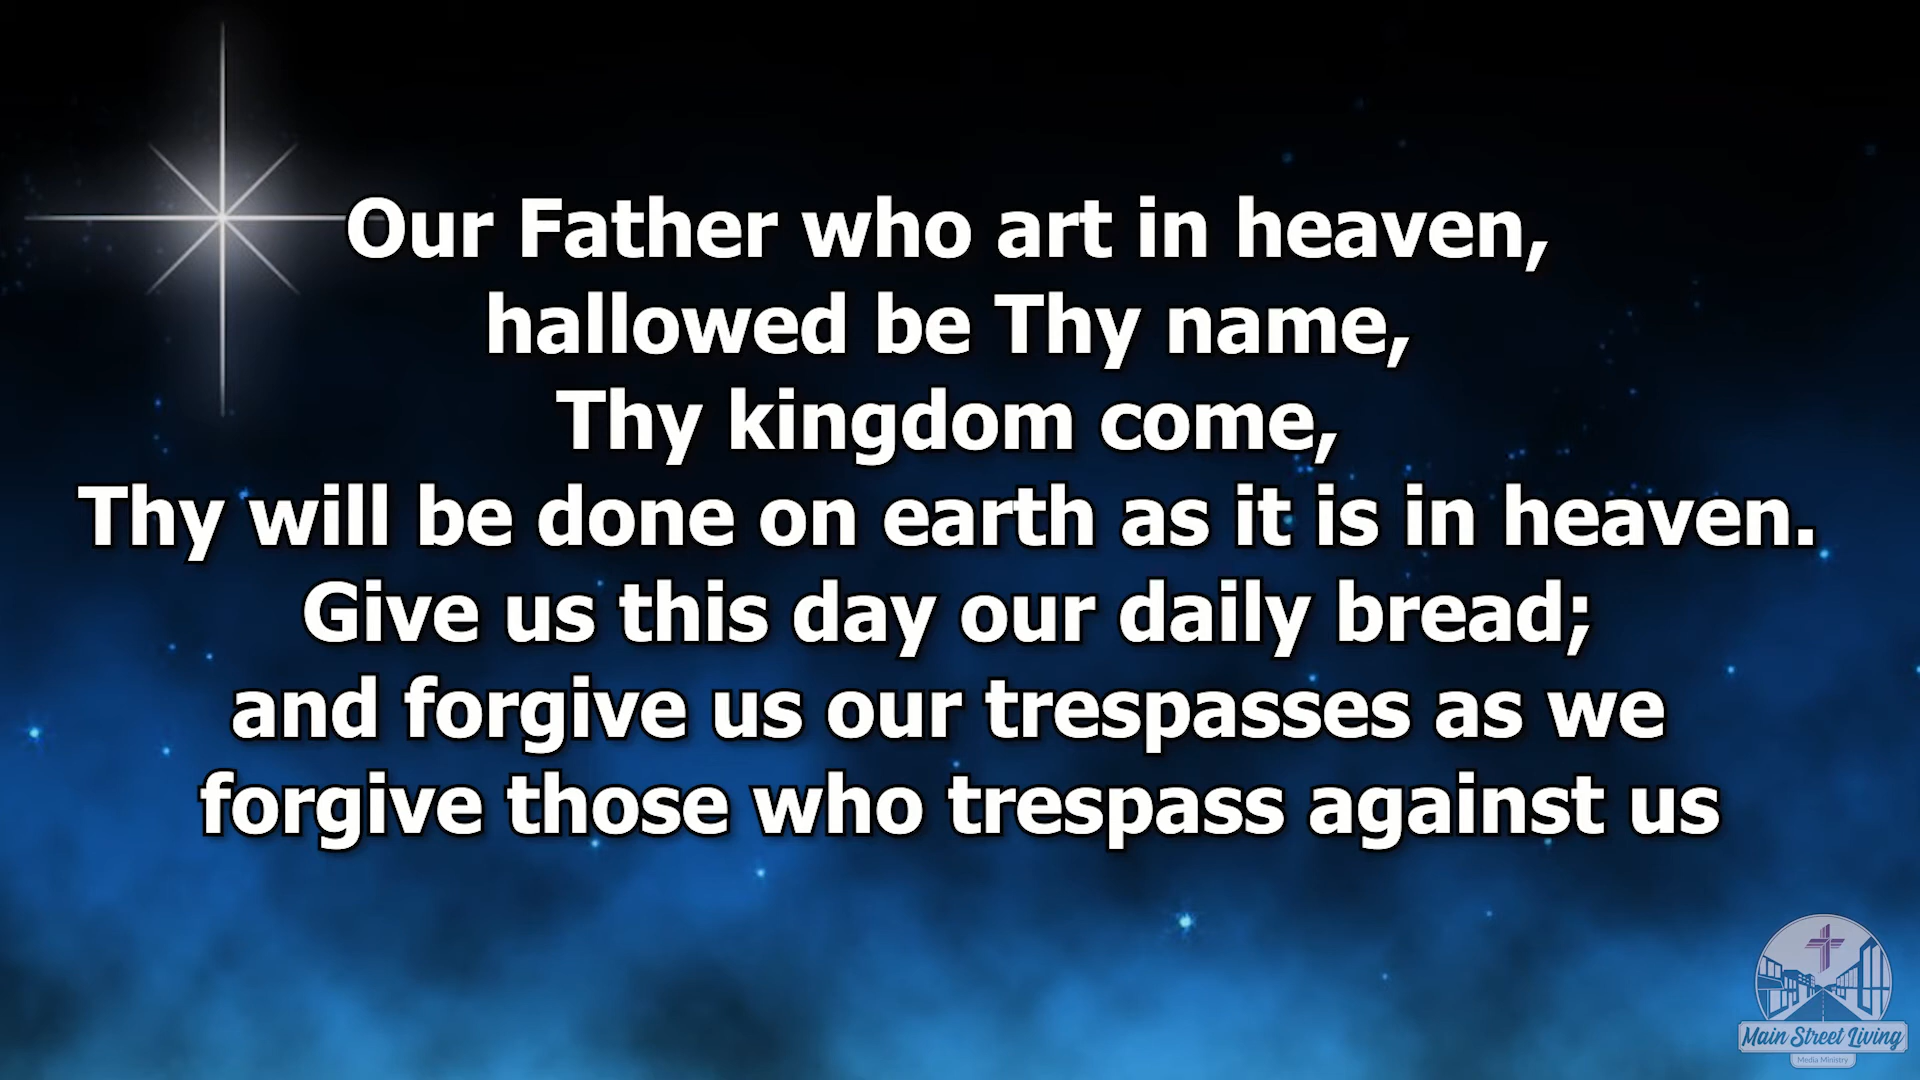 Our Father who art in heaven,
hallowed be Thy name,
Thy kingdom come,
Thy will be done on earth as it is in heaven.
Give us this day our daily bread;
and forgive us our trespasses as we
forgive those who trespass against us
Main Street Living
Media Ministry